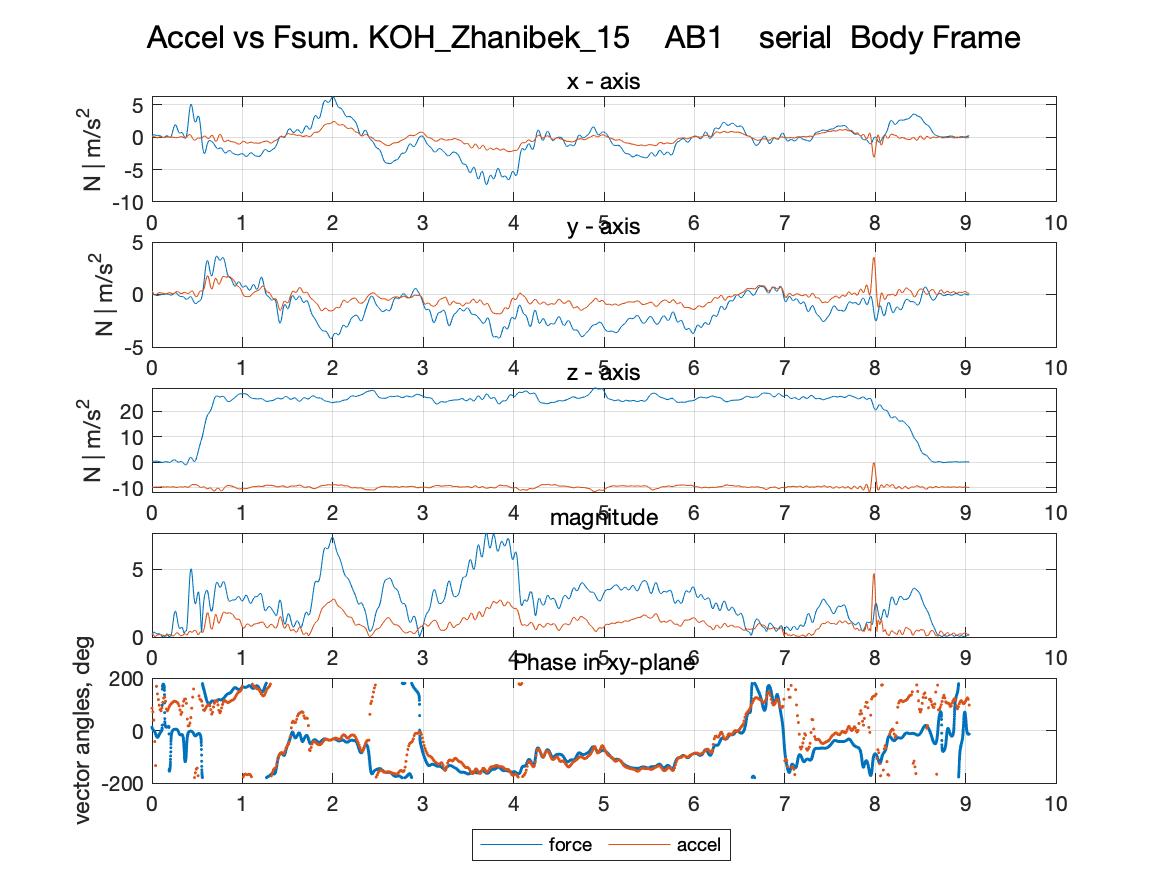 Accel vs Fsum. KOH_Zhanibek_15 AB1 serial Body Frame
x - axis
N | m/s²
5
0
-5
-10
0 1 2 3 4 5 6 7 8 9 10
y - axis
N | m/s²
5
0
-5
0 1 2 3 4 5 6 7 8 9 10
z - axis
N | m/s²
20
10
0
-10
0 1 2 3 4 5 6 7 8 9 10
magnitude
5
0
0 1 2 3 4 5 6 7 8 9 10
Phase in xy-plane
vector angles, deg
200
0
-200
0 1 2 3 4 5 6 7 8 9 10
force accel